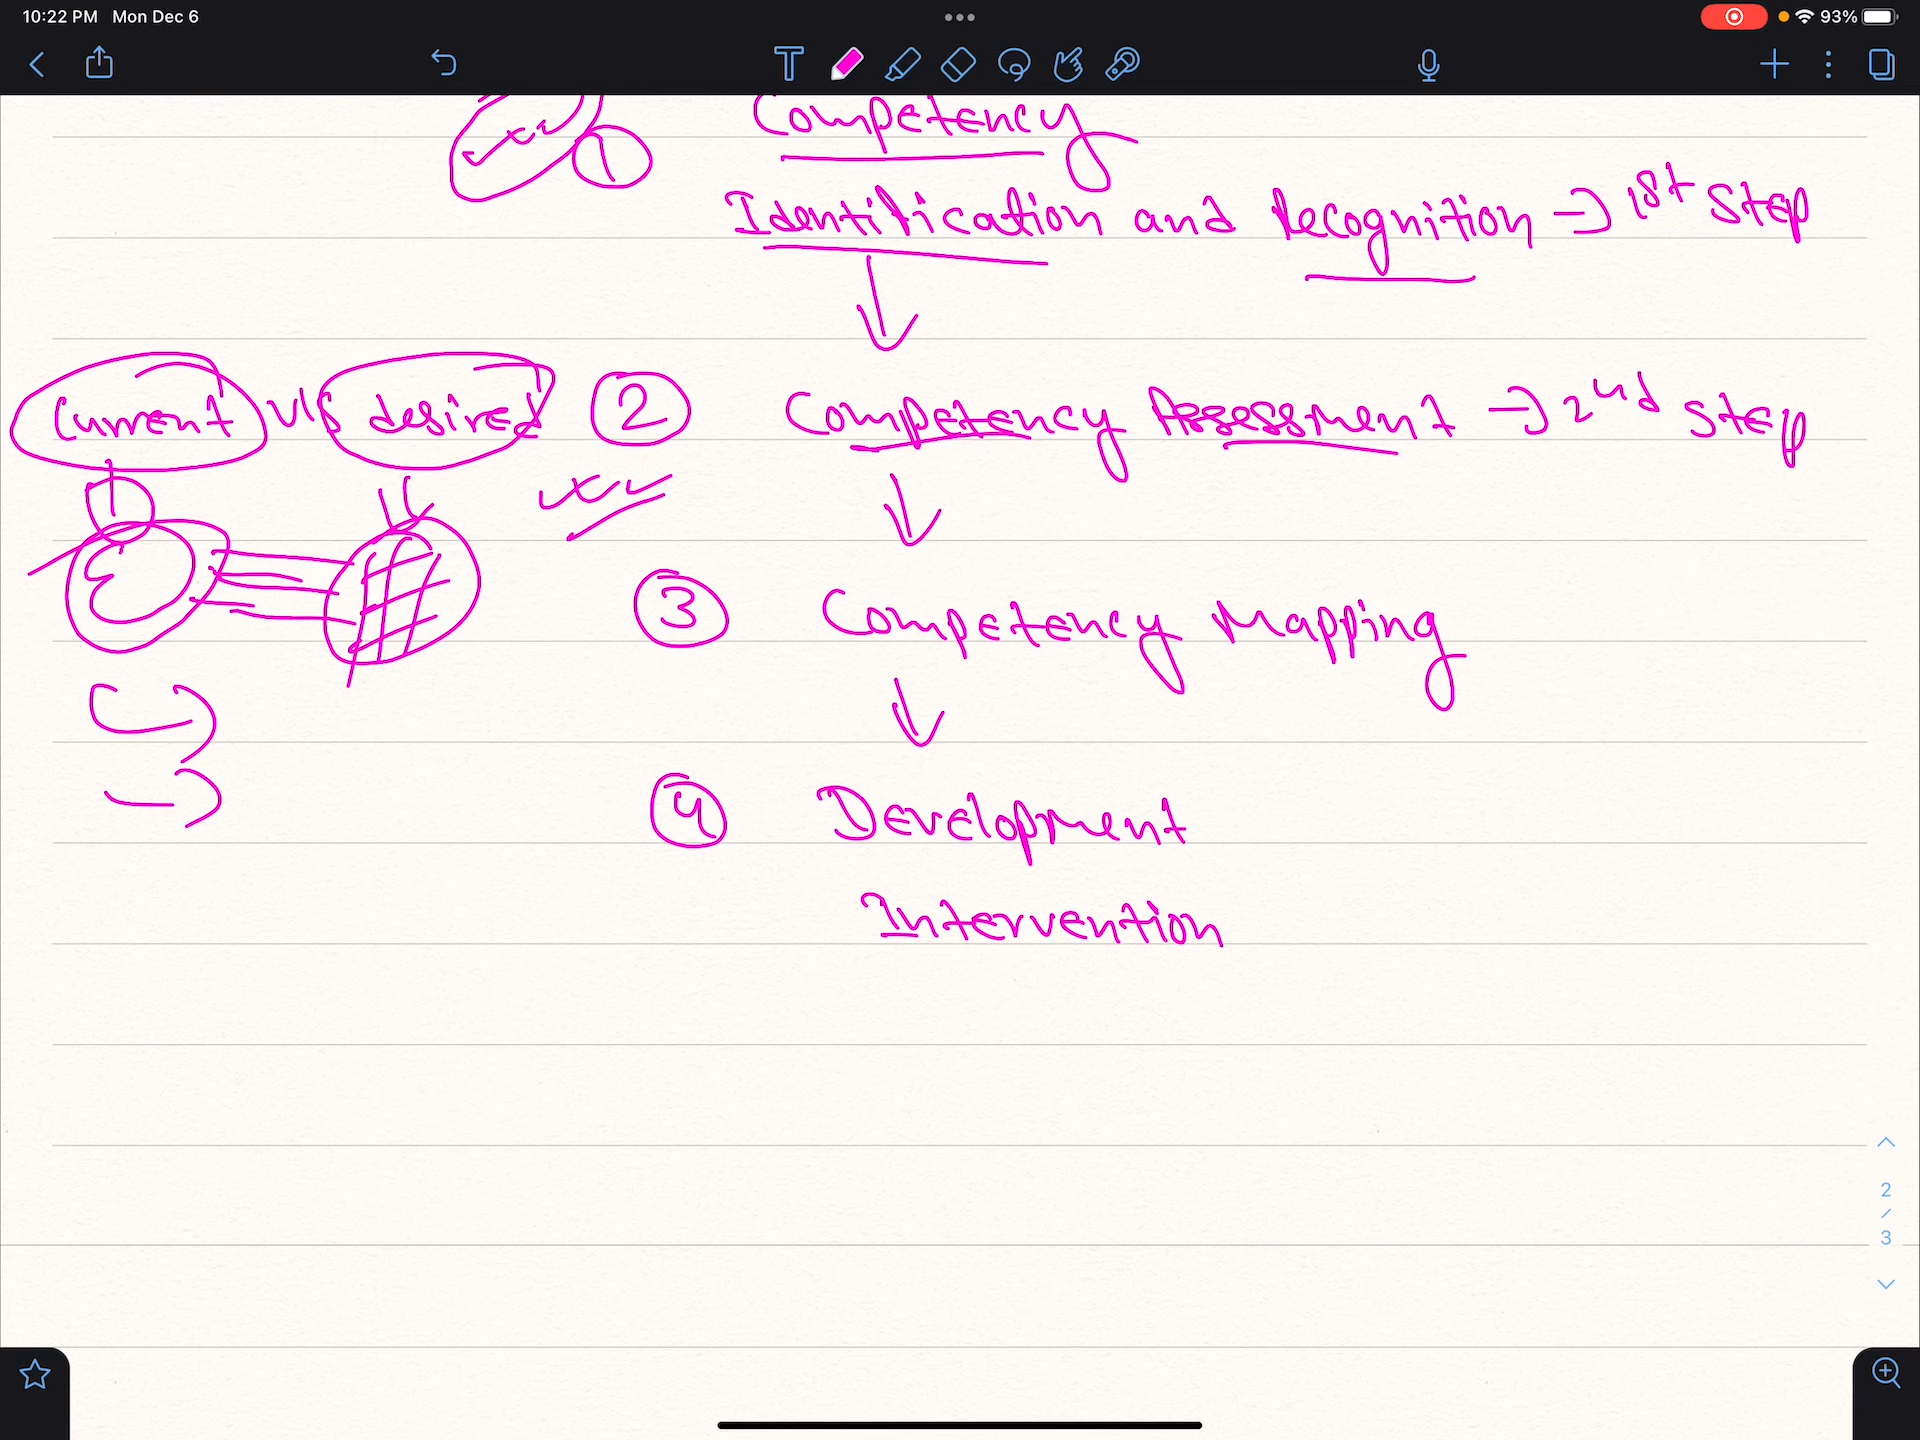 10:22 PM Mon Dec 6
93%
T
1 Competency
Identification and Recognition → 1st Step
Current v/s desired 2 Competency Assessment → 2nd Step
3 Competency Mapping
4 Development
Intervention
2
/
3